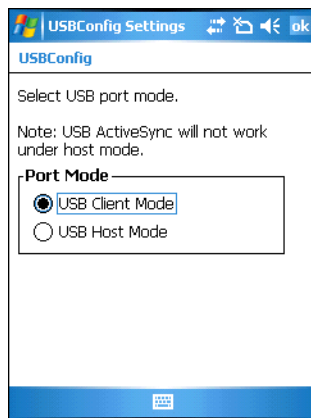 USBConfig Settings ok
USBConfig
Select USB port mode.
Note: USB ActiveSync will not work
under host mode.
Port Mode
USB Client Mode
USB Host Mode